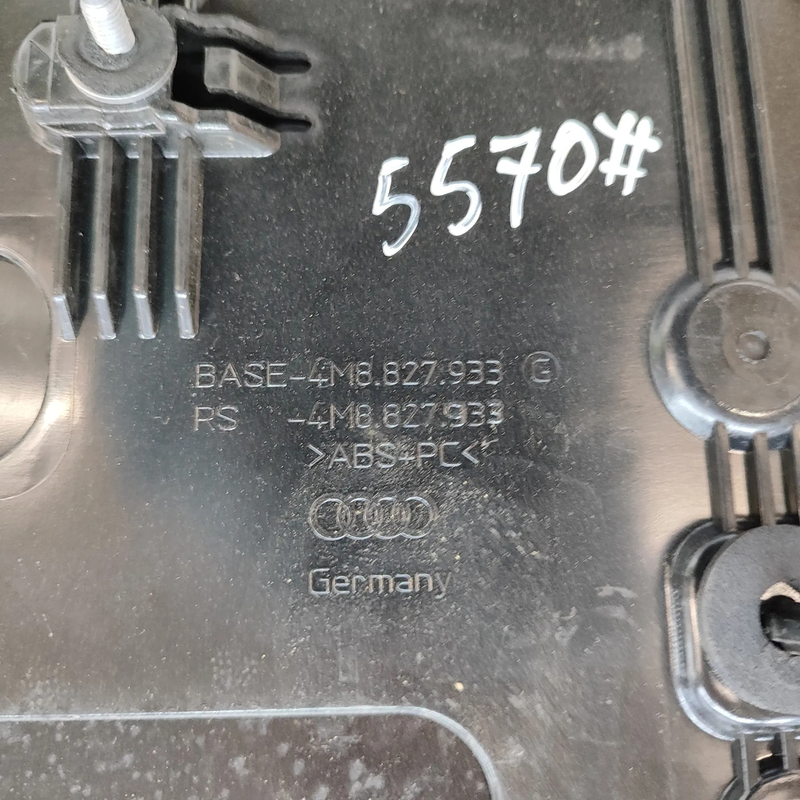 5570#
BASE-4M8.827.933 G
RS -4M8.827.933
>ABS+PC<
Germany